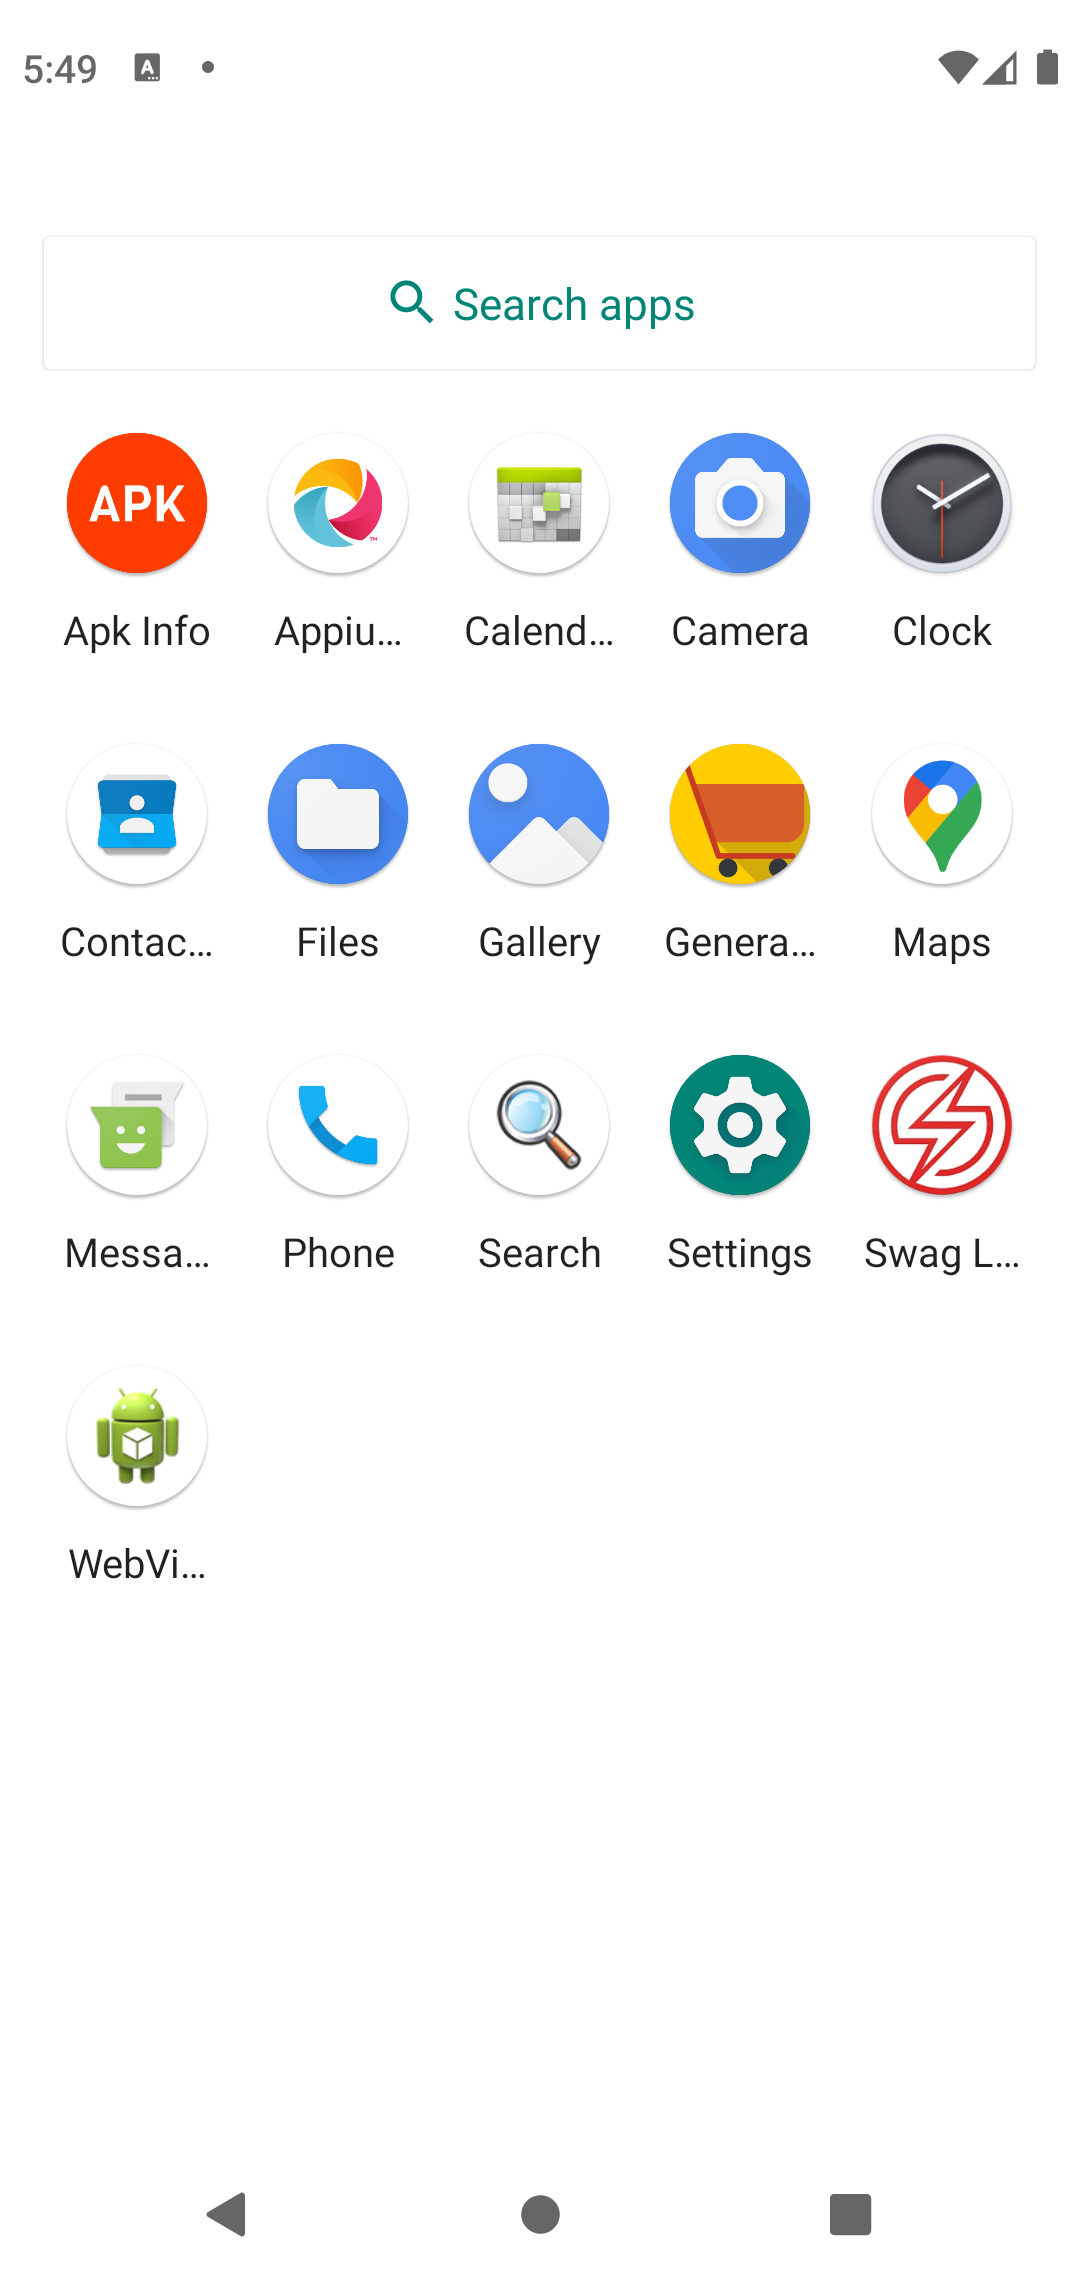 5:49
Search apps
APK
Apk Info
Appiu…
Calend…
Camera
Clock
Contac…
Files
Gallery
Genera…
Maps
Messa…
Phone
Search
Settings
Swag L…
WebVi…